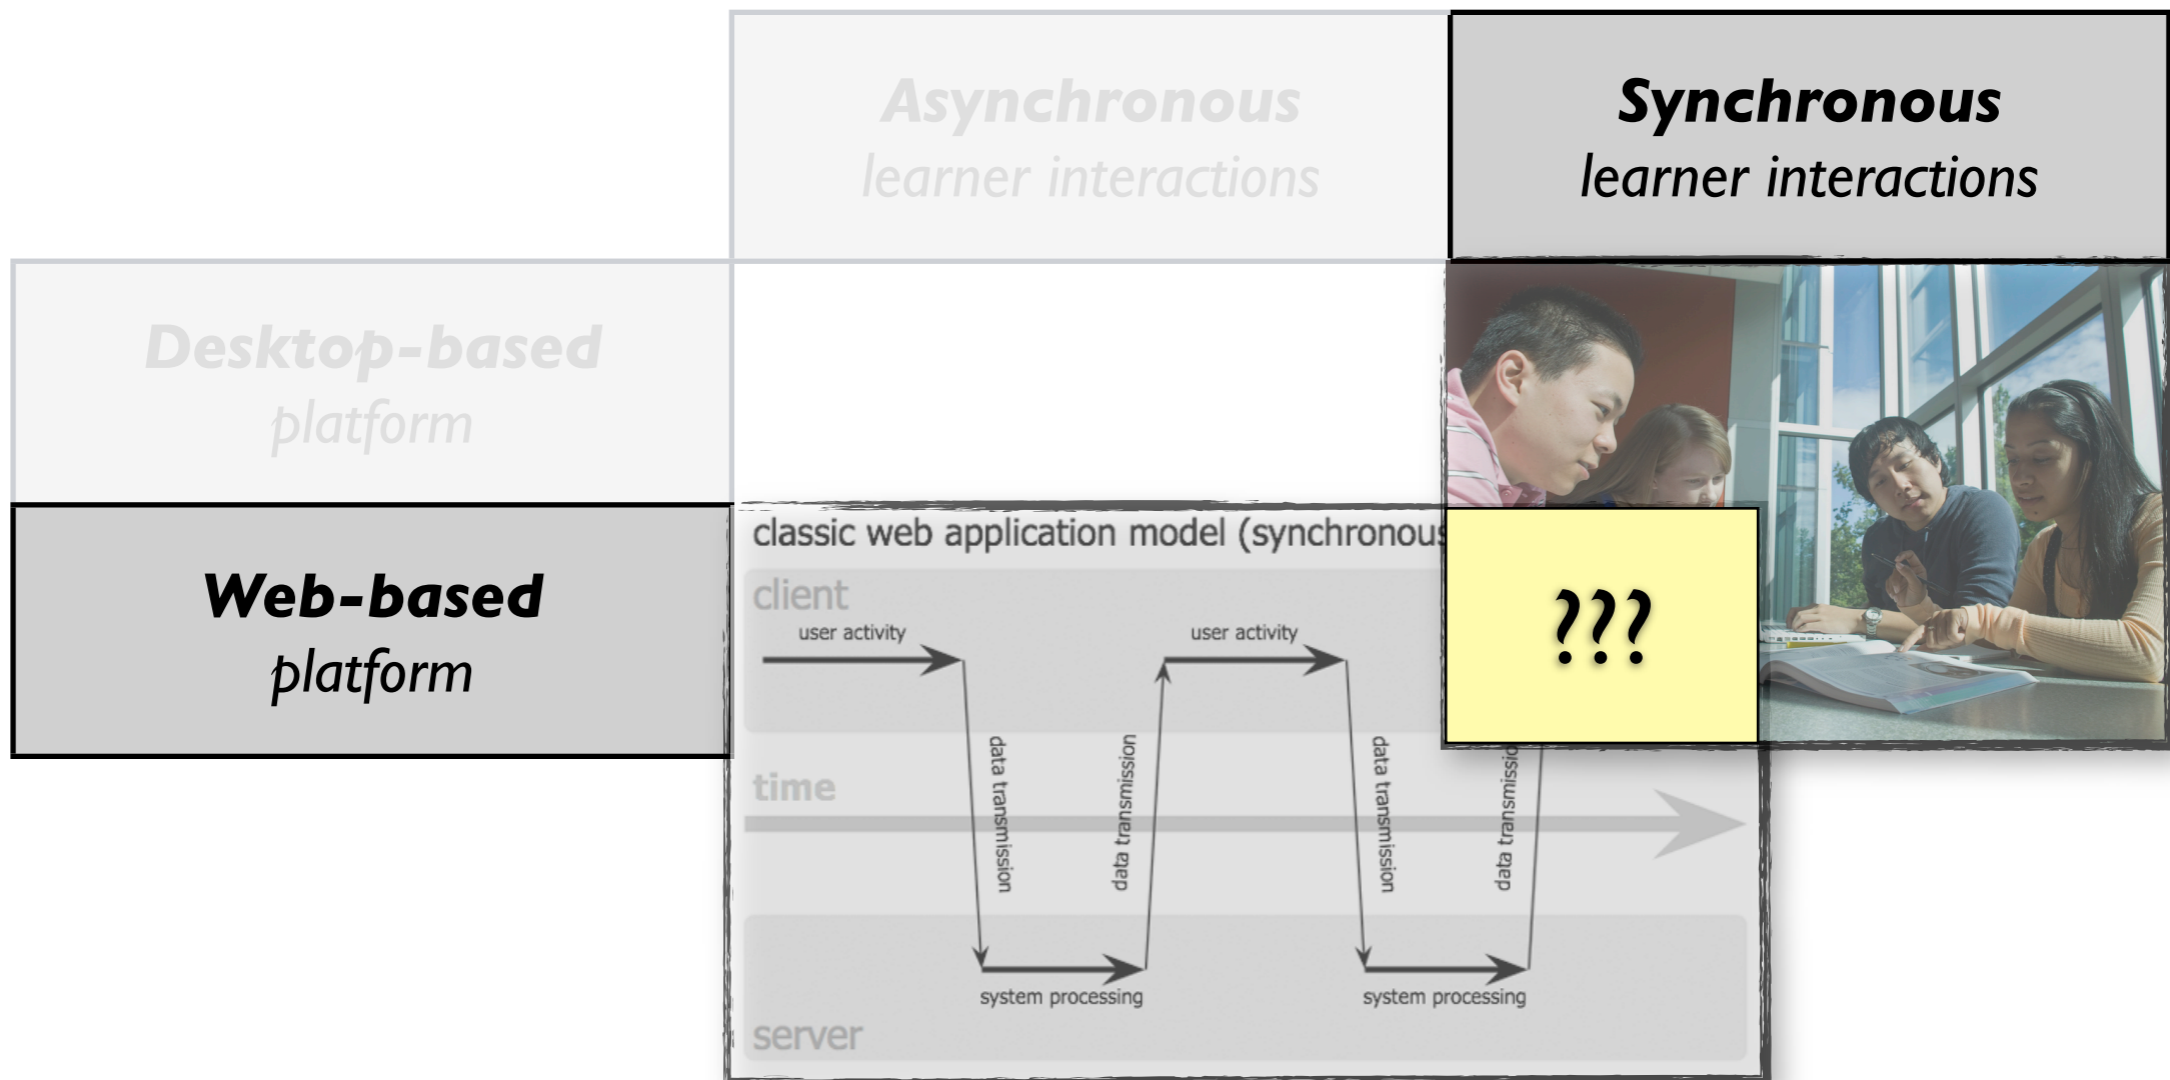 Asynchronous
learner interactions
Synchronous
learner interactions
Desktop-based
platform
Web-based
platform
classic web application model (synchronous
client
user activity
user activity
???
data transmission
data transmission
data transmission
data
time
system processing
system processing
server